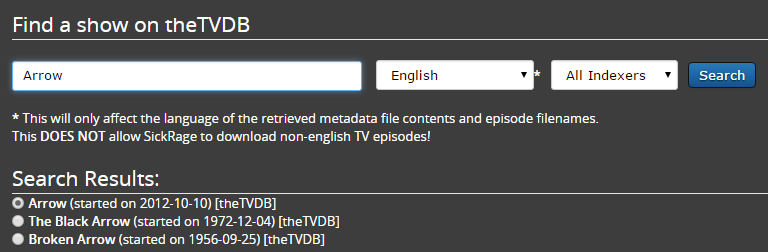 Find a show on theTVDB
Arrow English * All Indexers Search
* This will only affect the language of the retrieved metadata file contents and episode filenames.
This DOES NOT allow SickRage to download non-english TV episodes!
Search Results:
Arrow (started on 2012-10-10) [theTVDB]
The Black Arrow (started on 1972-12-04) [theTVDB]
Broken Arrow (started on 1956-09-25) [theTVDB]